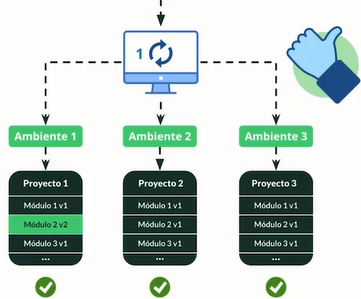 1
Ambiente 1
Ambiente 2
Ambiente 3
Proyecto 1
Módulo 1 v1
Módulo 2 v2
Módulo 3 v1
...
Proyecto 2
Módulo 1 v1
Módulo 2 v1
Módulo 3 v1
...
Proyecto 3
Módulo 1 v1
Módulo 2 v1
Módulo 3 v1
...